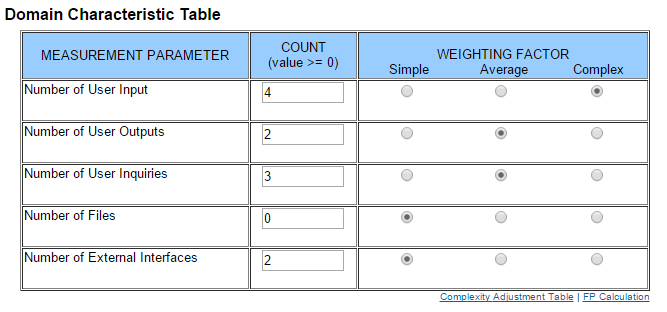 Domain Characteristic Table
MEASUREMENT PARAMETER
COUNT
(value >= 0)
WEIGHTING FACTOR
Simple Average Complex
Number of User Input 4
Number of User Outputs 2
Number of User Inquiries 3
Number of Files 0
Number of External Interfaces 2
Complexity Adjustment Table | FP Calculation